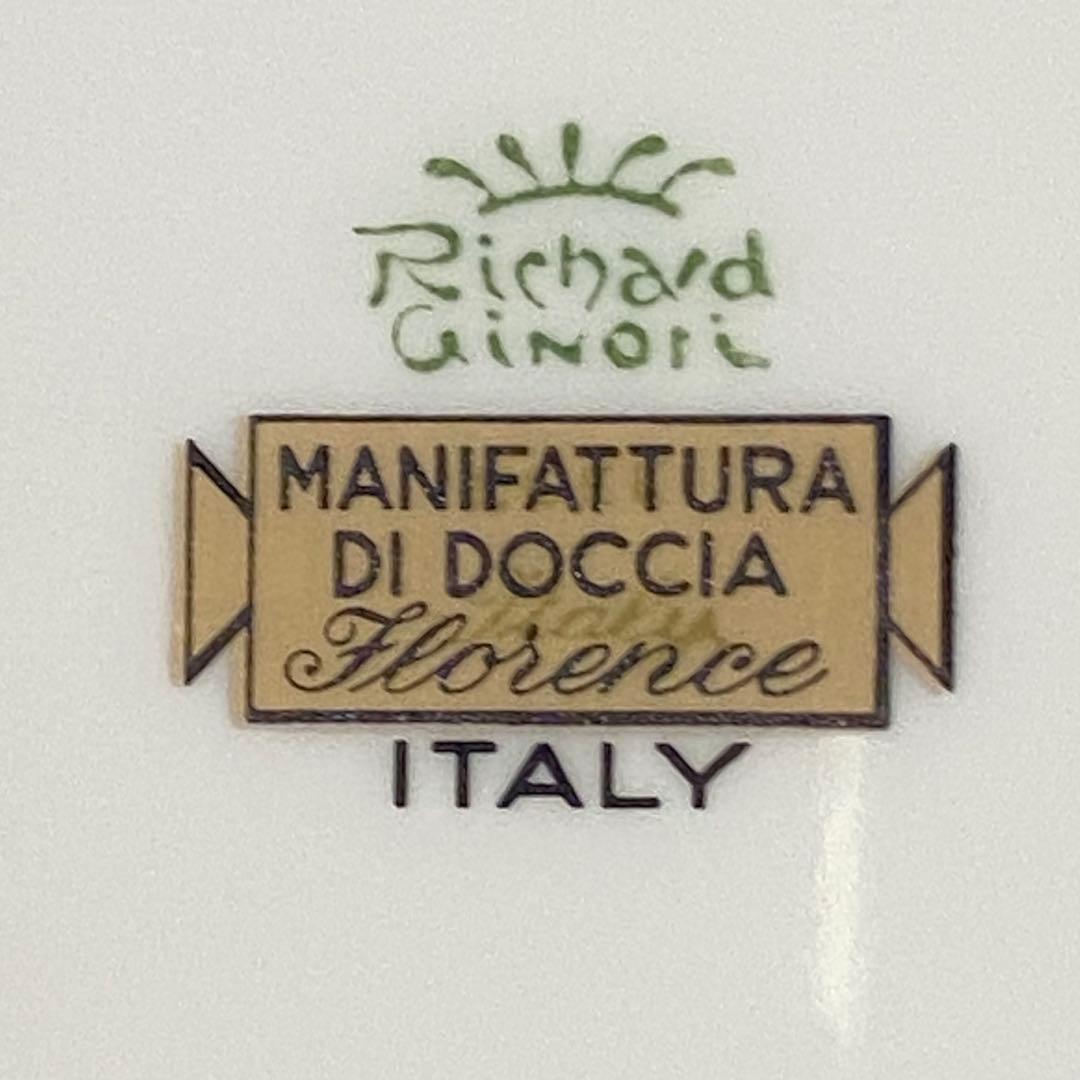 Richard
Ginori
MANIFATTURA
DI DOCCIA
Florence
ITALY